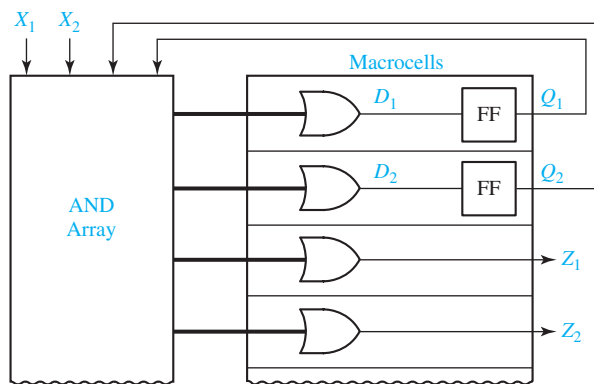 X1 X2
Macrocells
D1 FF Q1
D2 FF Q2
AND
Array
Z1
Z2